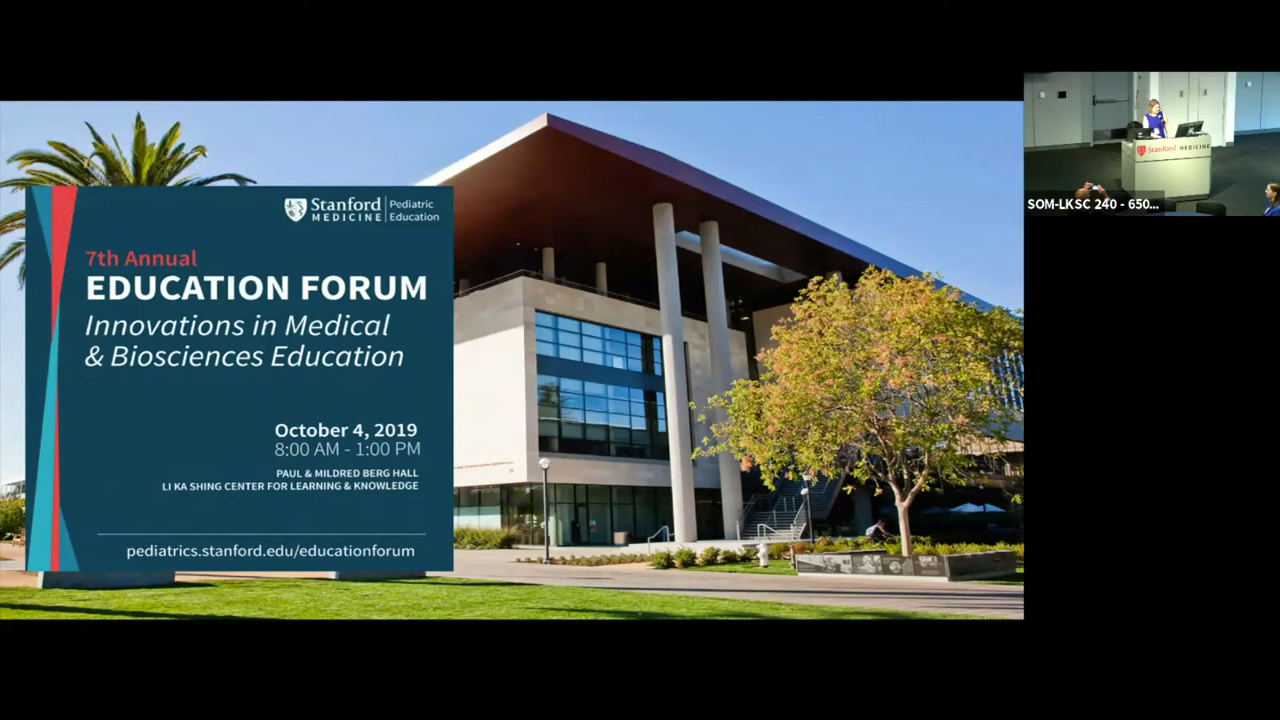 Stanford
MEDICINE
Pediatric
Education
7th Annual
EDUCATION FORUM
Innovations in Medical
& Biosciences Education
October 4, 2019
8:00 AM - 1:00 PM
PAUL & MILDRED BERG HALL
LI KA SHING CENTER FOR LEARNING & KNOWLEDGE
pediatrics.stanford.edu/educationforum
Stanford MEDICINE
SOM-LKSC 240 - 650...